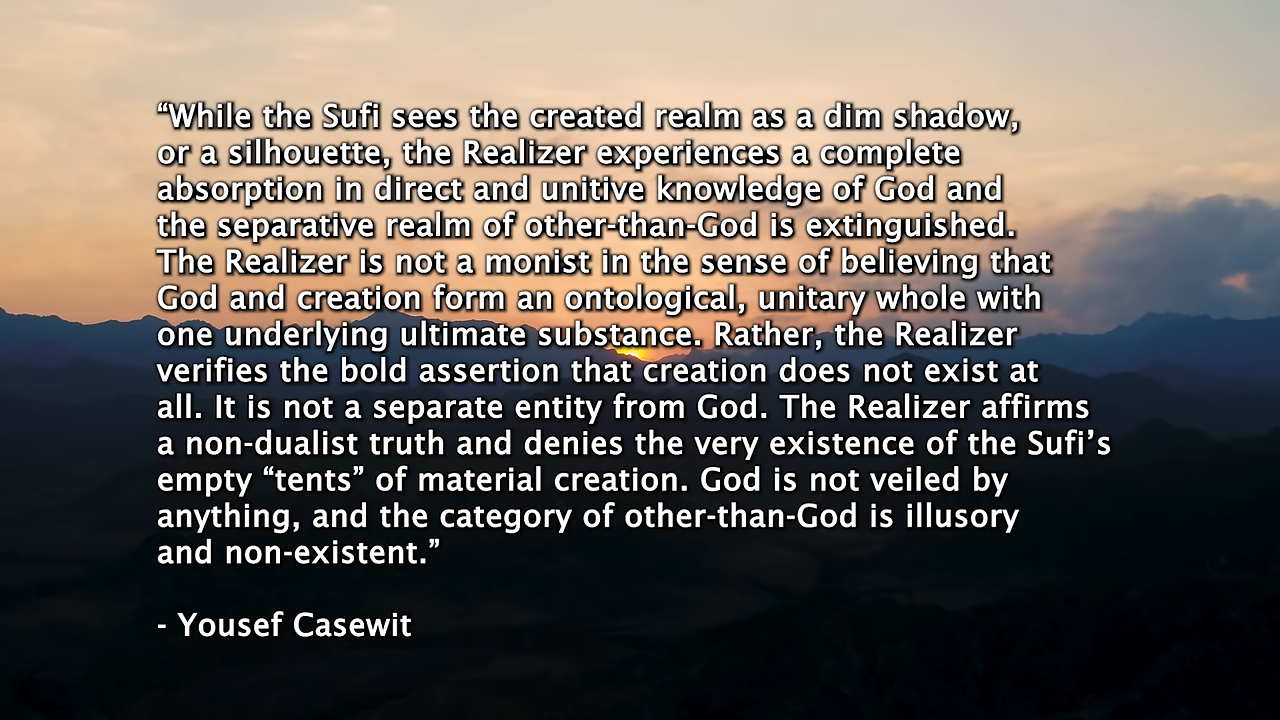 “While the Sufi sees the created realm as a dim shadow,
or a silhouette, the Realizer experiences a complete
absorption in direct and unitive knowledge of God and
the separative realm of other-than-God is extinguished.
The Realizer is not a monist in the sense of believing that
God and creation form an ontological, unitary whole with
one underlying ultimate substance. Rather, the Realizer
verifies the bold assertion that creation does not exist at
all. It is not a separate entity from God. The Realizer affirms
a non-dualist truth and denies the very existence of the Sufi’s
empty “tents” of material creation. God is not veiled by
anything, and the category of other-than-God is illusory
and non-existent.”
- Yousef Casewit